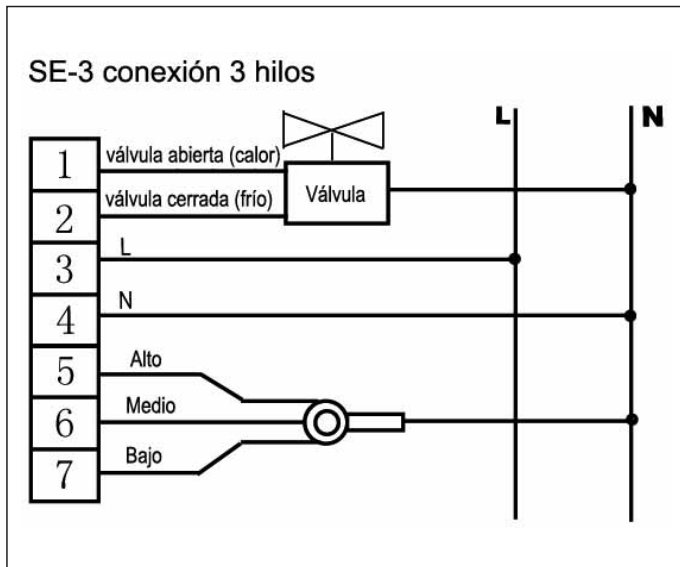 SE-3 conexión 3 hilos
L
N
1
válvula abierta (calor)
2
válvula cerrada (frío)
Válvula
3
L
4
N
5
Alto
6
Medio
7
Bajo